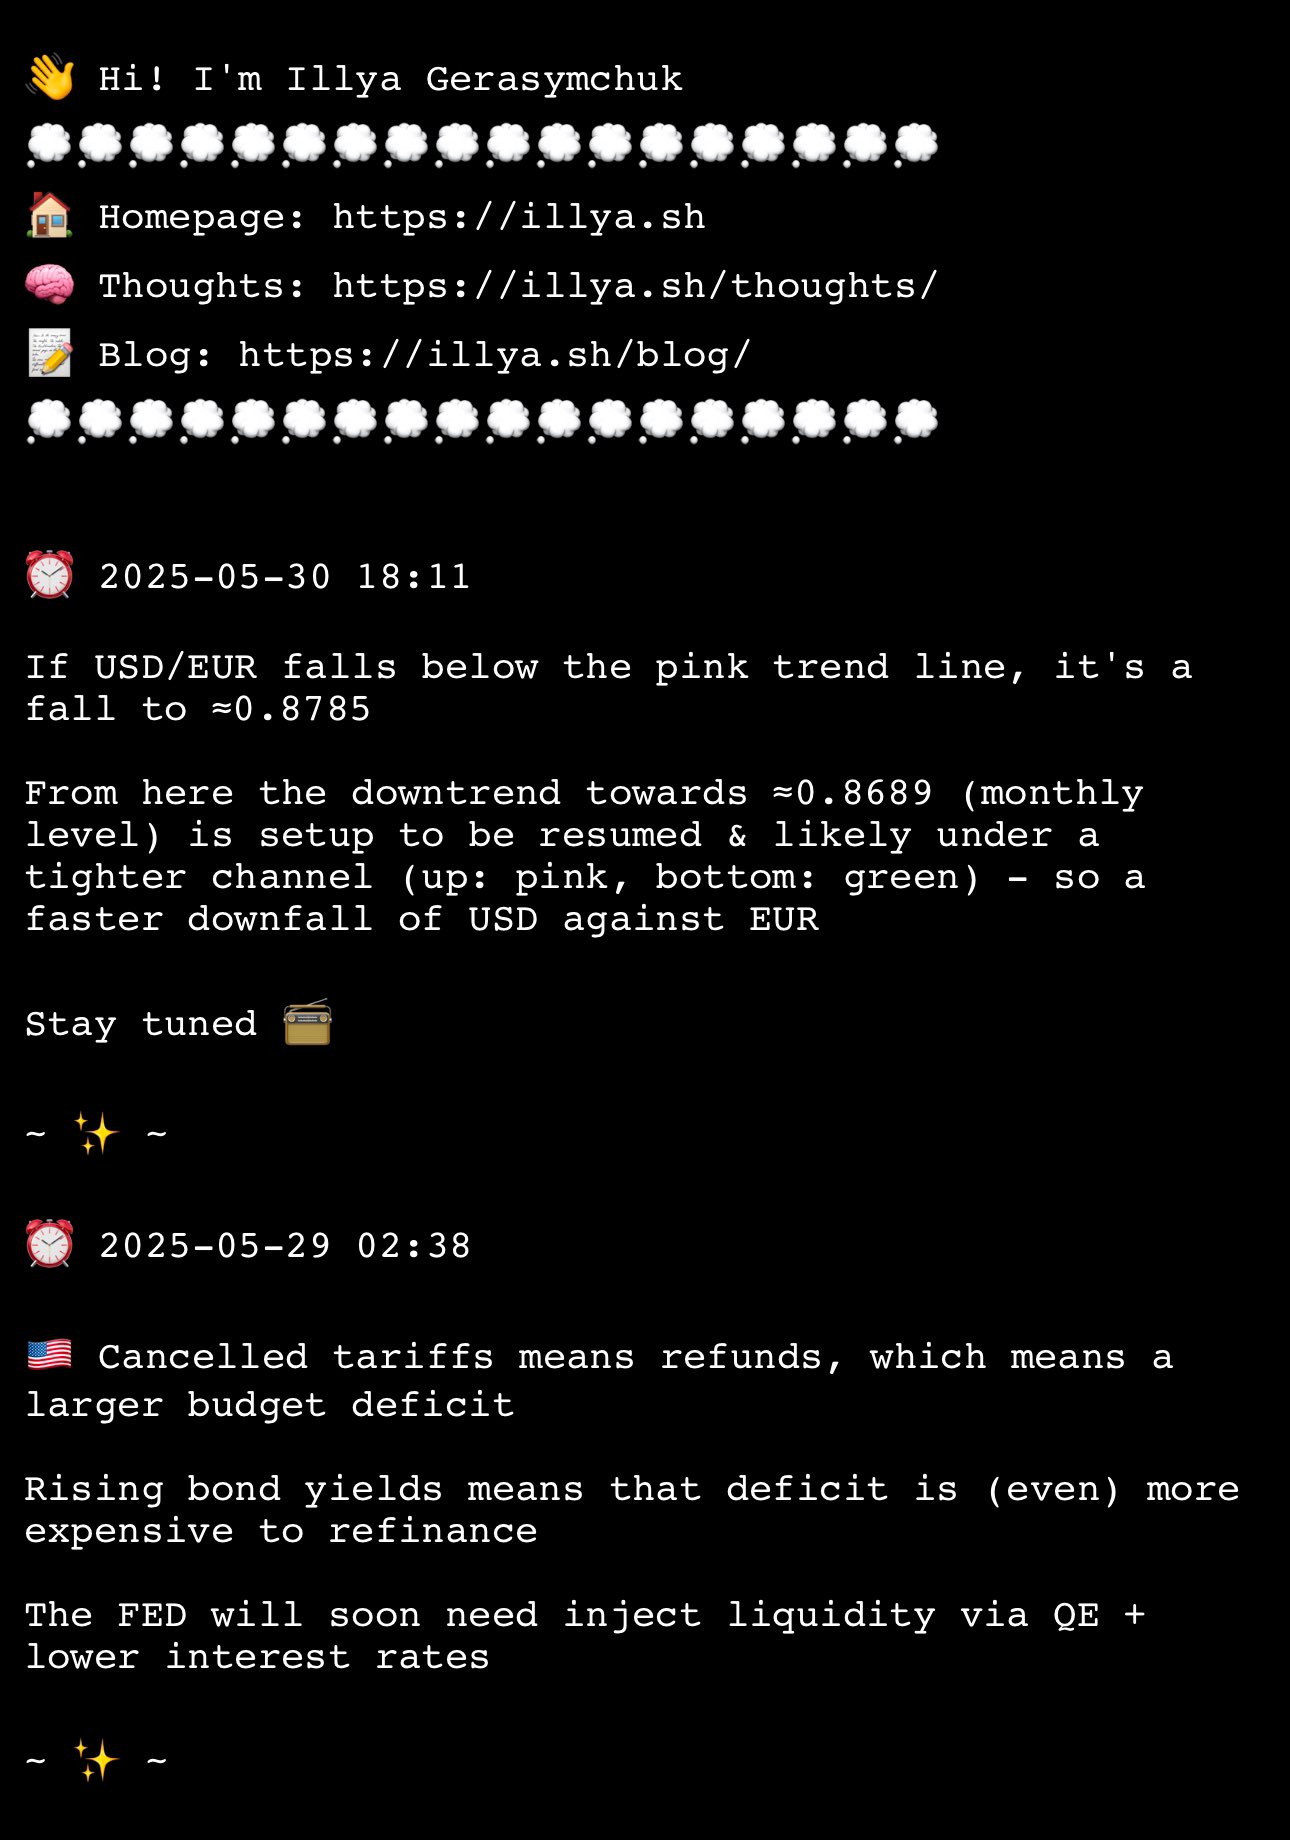 👋 Hi! I'm Illya Gerasymchuk
💭💭💭💭💭💭💭💭💭💭💭💭💭💭💭💭💭💭
🏠 Homepage: https://illya.sh
🧠 Thoughts: https://illya.sh/thoughts/
📝 Blog: https://illya.sh/blog/
💭💭💭💭💭💭💭💭💭💭💭💭💭💭💭💭💭💭
⏰ 2025-05-30 18:11
If USD/EUR falls below the pink trend line, it's a
fall to ≈0.8785
From here the downtrend towards ≈0.8689 (monthly
level) is setup to be resumed & likely under a
tighter channel (up: pink, bottom: green) - so a
faster downfall of USD against EUR
Stay tuned 📻
~ ✨ ~
⏰ 2025-05-29 02:38
🇺🇸 Cancelled tariffs means refunds, which means a
larger budget deficit
Rising bond yields means that deficit is (even) more
expensive to refinance
The FED will soon need inject liquidity via QE +
lower interest rates
~ ✨ ~